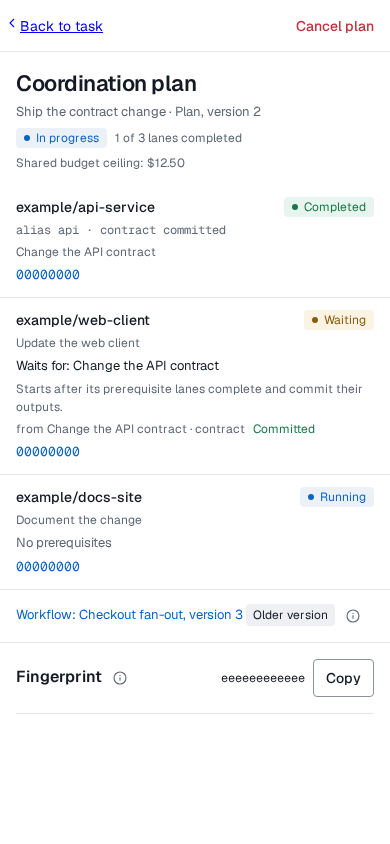 Back to task
Cancel plan
Coordination plan
Ship the contract change · Plan, version 2
In progress 1 of 3 lanes completed
Shared budget ceiling: $12.50
example/api-service Completed
alias api · contract committed
Change the API contract
00000000
example/web-client Waiting
Update the web client
Waits for: Change the API contract
Starts after its prerequisite lanes complete and commit their
outputs.
from Change the API contract · contract Committed
00000000
example/docs-site Running
Document the change
No prerequisites
00000000
Workflow: Checkout fan-out, version 3 Older version
Fingerprint eeeeeeeeeeee Copy